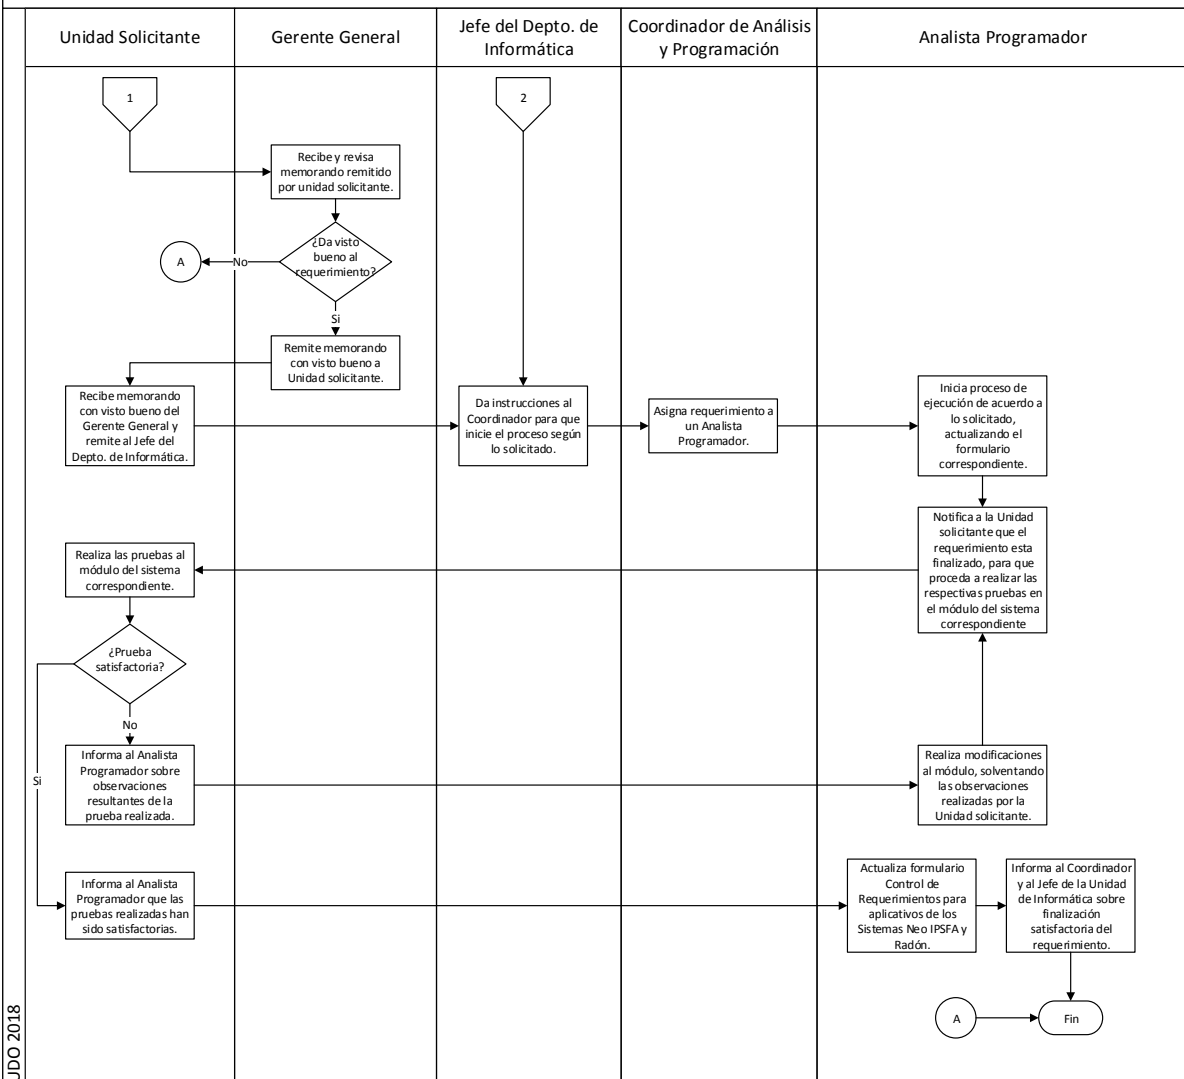 Unidad Solicitante
Gerente General
Jefe del Depto. de
Informática
Coordinador de Análisis
y Programación
Analista Programador
1
2
Recibe y revisa
memorando remitido
por unidad solicitante.
¿Da visto
bueno al
requerimiento?
No
A
Si
Remite memorando
con visto bueno a
Unidad solicitante.
Recibe memorando
con visto bueno del
Gerente General y
remite al Jefe del
Depto. de Informática.
Da instrucciones al
Coordinador para que
inicie el proceso según
lo solicitado.
Asigna requerimiento a
un Analista
Programador.
Inicia proceso de
ejecución de acuerdo a
lo solicitado,
actualizando el
formulario
correspondiente.
Notifica a la Unidad
solicitante que el
requerimiento esta
finalizado, para que
proceda a realizar las
respectivas pruebas en
el módulo del sistema
correspondiente
Realiza las pruebas al
módulo del sistema
correspondiente.
¿Prueba
satisfactoria?
No
Si
Informa al Analista
Programador sobre
observaciones
resultantes de la
prueba realizada.
Realiza modificaciones
al módulo, solventando
las observaciones
realizadas por la
Unidad solicitante.
Informa al Analista
Programador que las
pruebas realizadas han
sido satisfactorias.
Actualiza formulario
Control de
Requerimientos para
aplicativos de los
Sistemas Neo IPSFA y
Radón.
Informa al Coordinador
y al Jefe de la Unidad
de Informática sobre
finalización
satisfactoria del
requerimiento.
A
Fin
UDO 2018